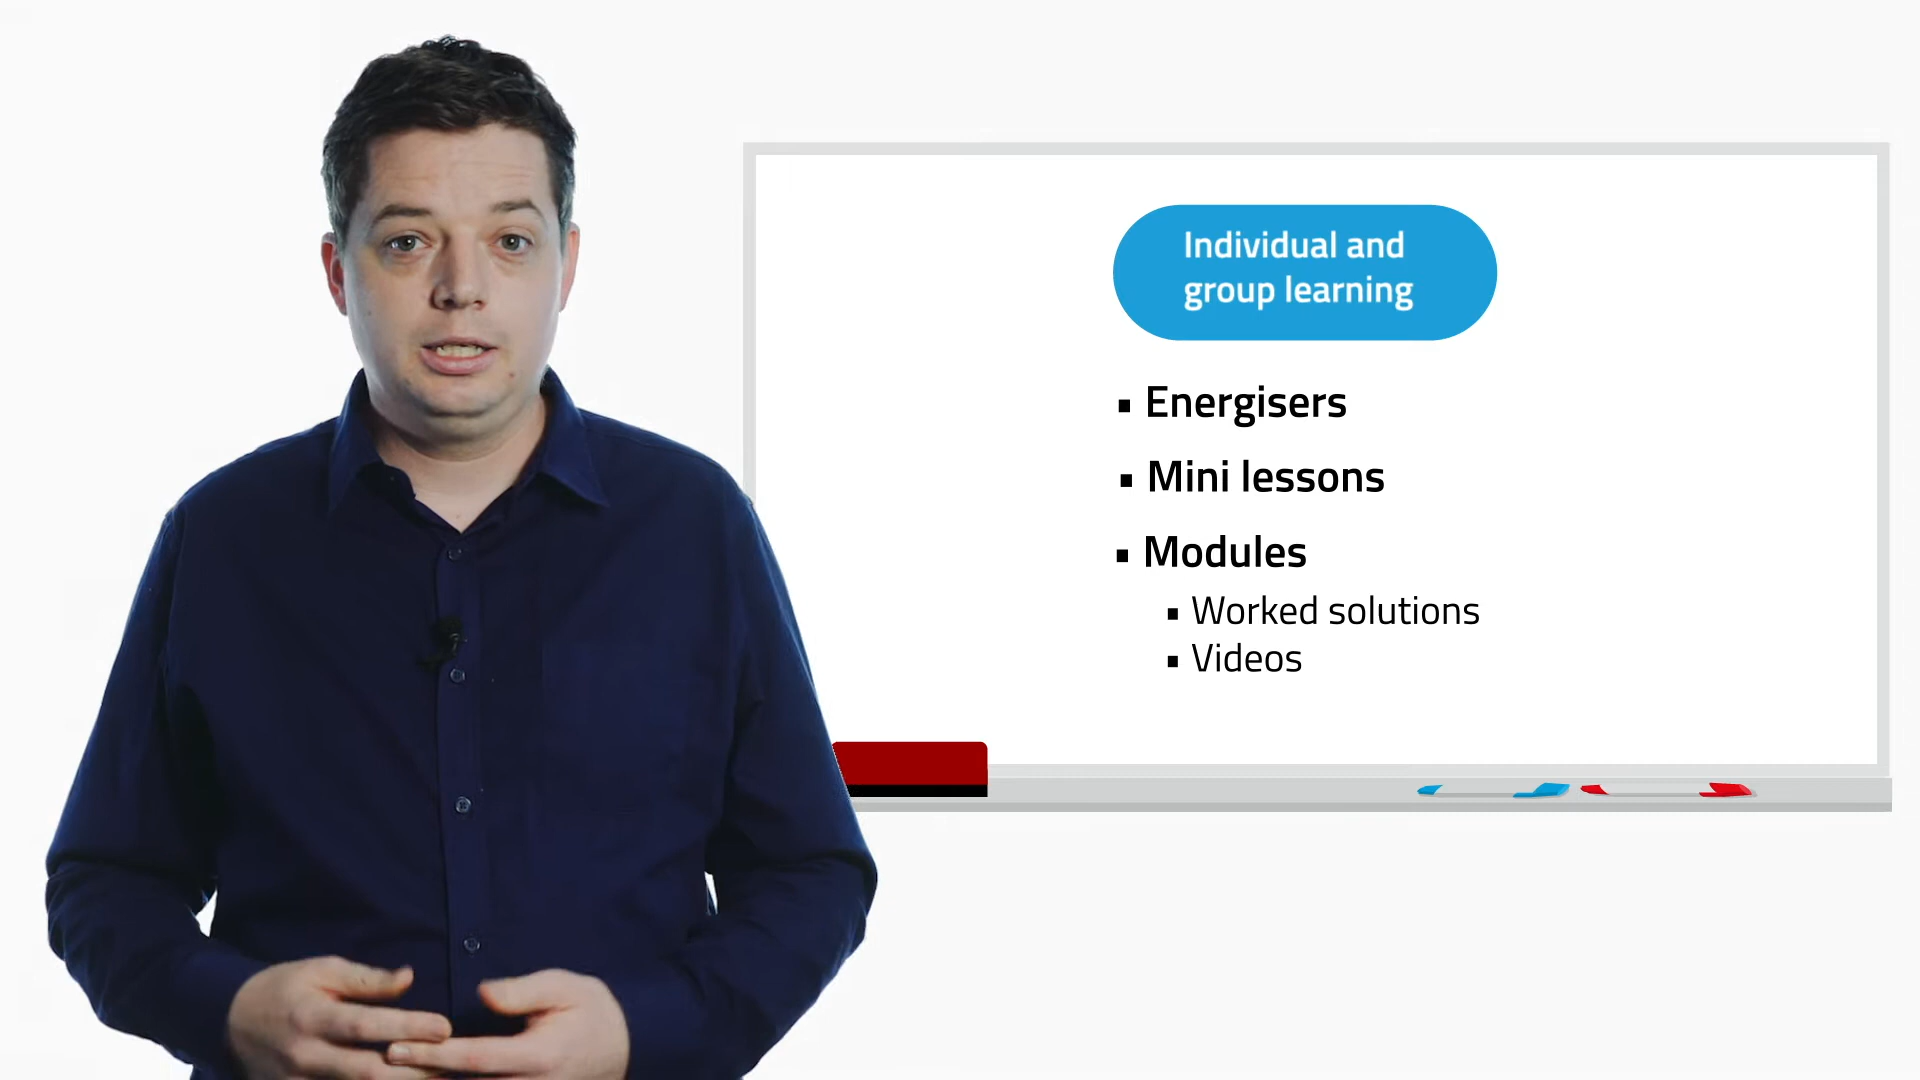 Individual and
group learning
▪ Energisers
▪ Mini lessons
▪ Modules
▪ Worked solutions
▪ Videos